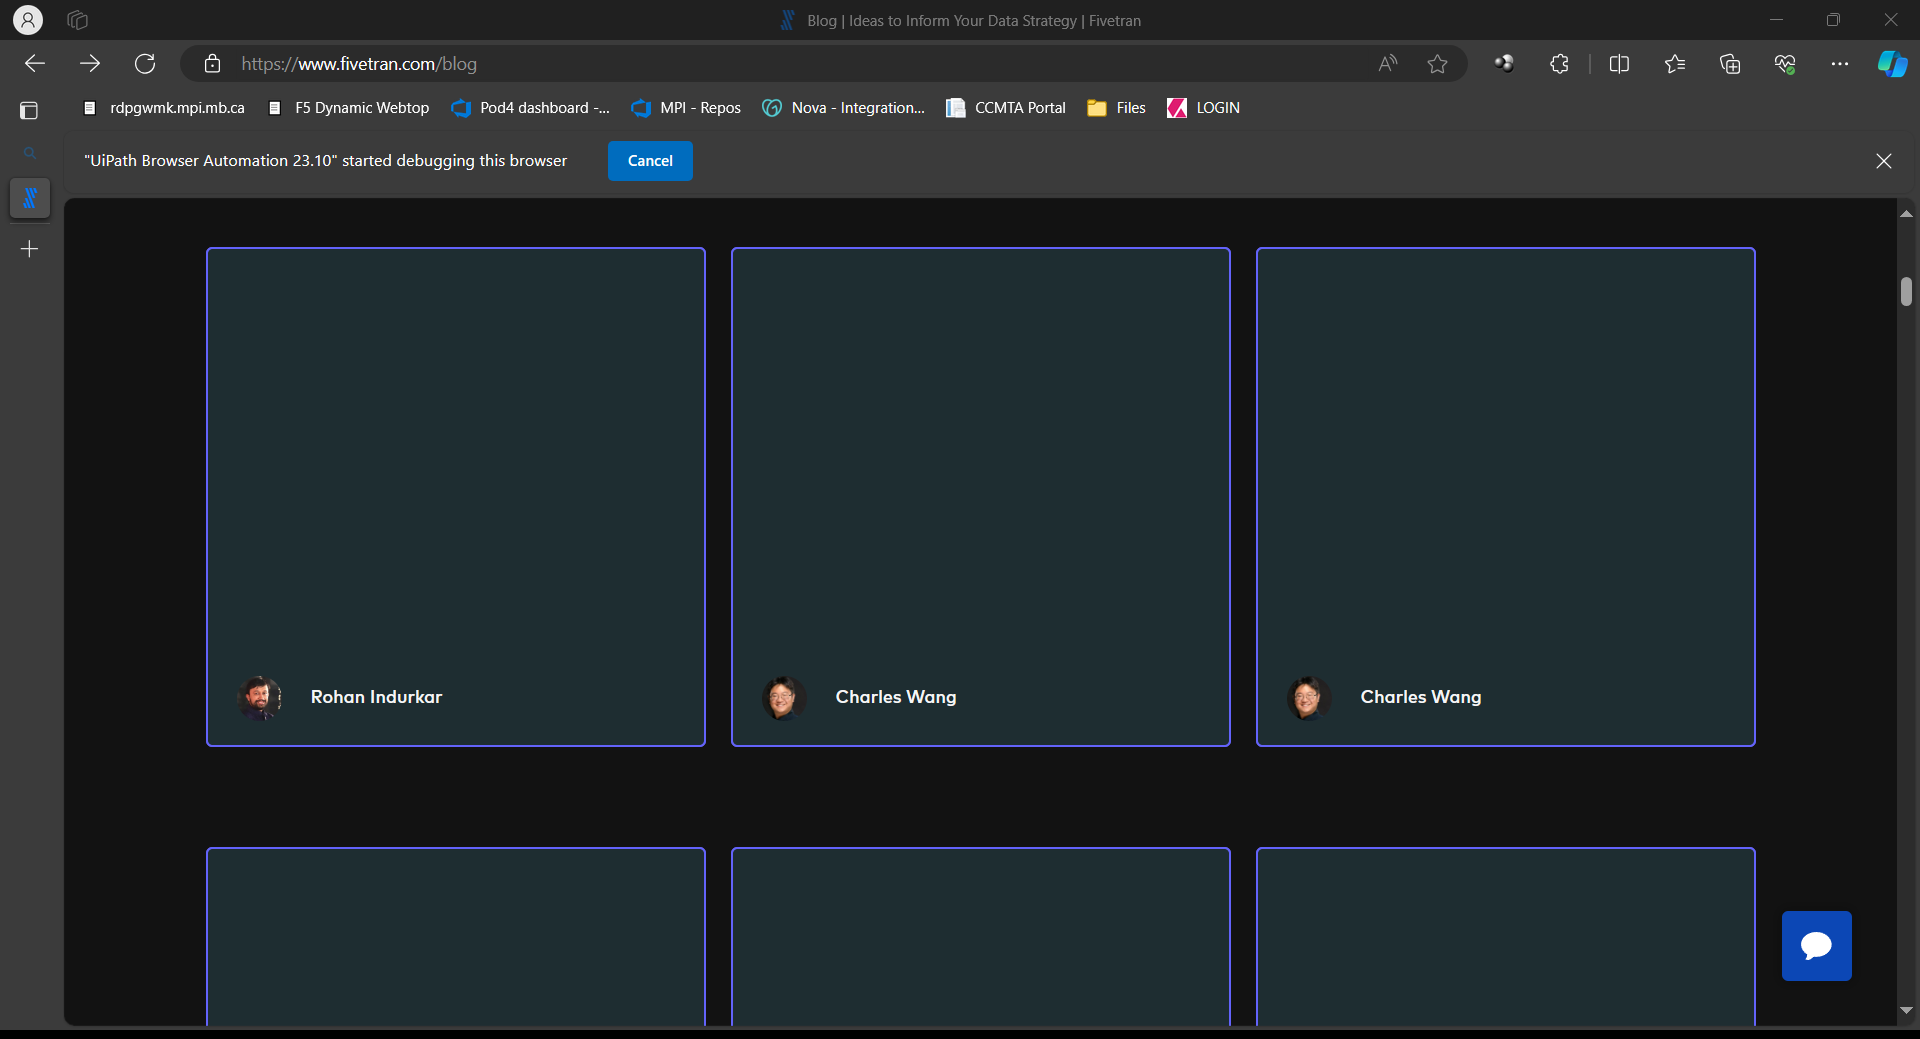 Blog | Ideas to Inform Your Data Strategy | Fivetran
https://www.fivetran.com/blog
rdpgwmk.mpi.mb.ca
F5 Dynamic Webtop
Pod4 dashboard -...
MPI - Repos
Nova - Integration...
CCMTA Portal
Files
LOGIN
"UiPath Browser Automation 23.10" started debugging this browser
Cancel
Rohan Indurkar
Charles Wang
Charles Wang